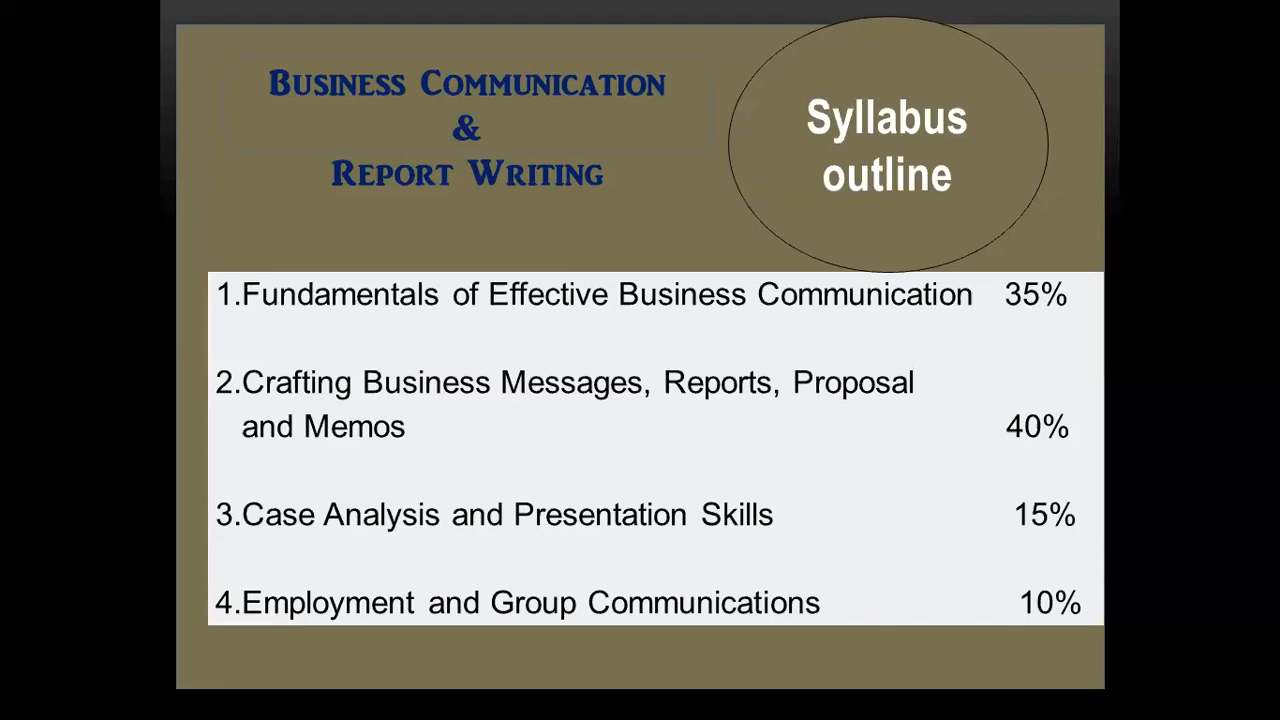 Business Communication
&
Report Writing
Syllabus
outline
1.Fundamentals of Effective Business Communication 35%
2.Crafting Business Messages, Reports, Proposal
and Memos 40%
3.Case Analysis and Presentation Skills 15%
4.Employment and Group Communications 10%